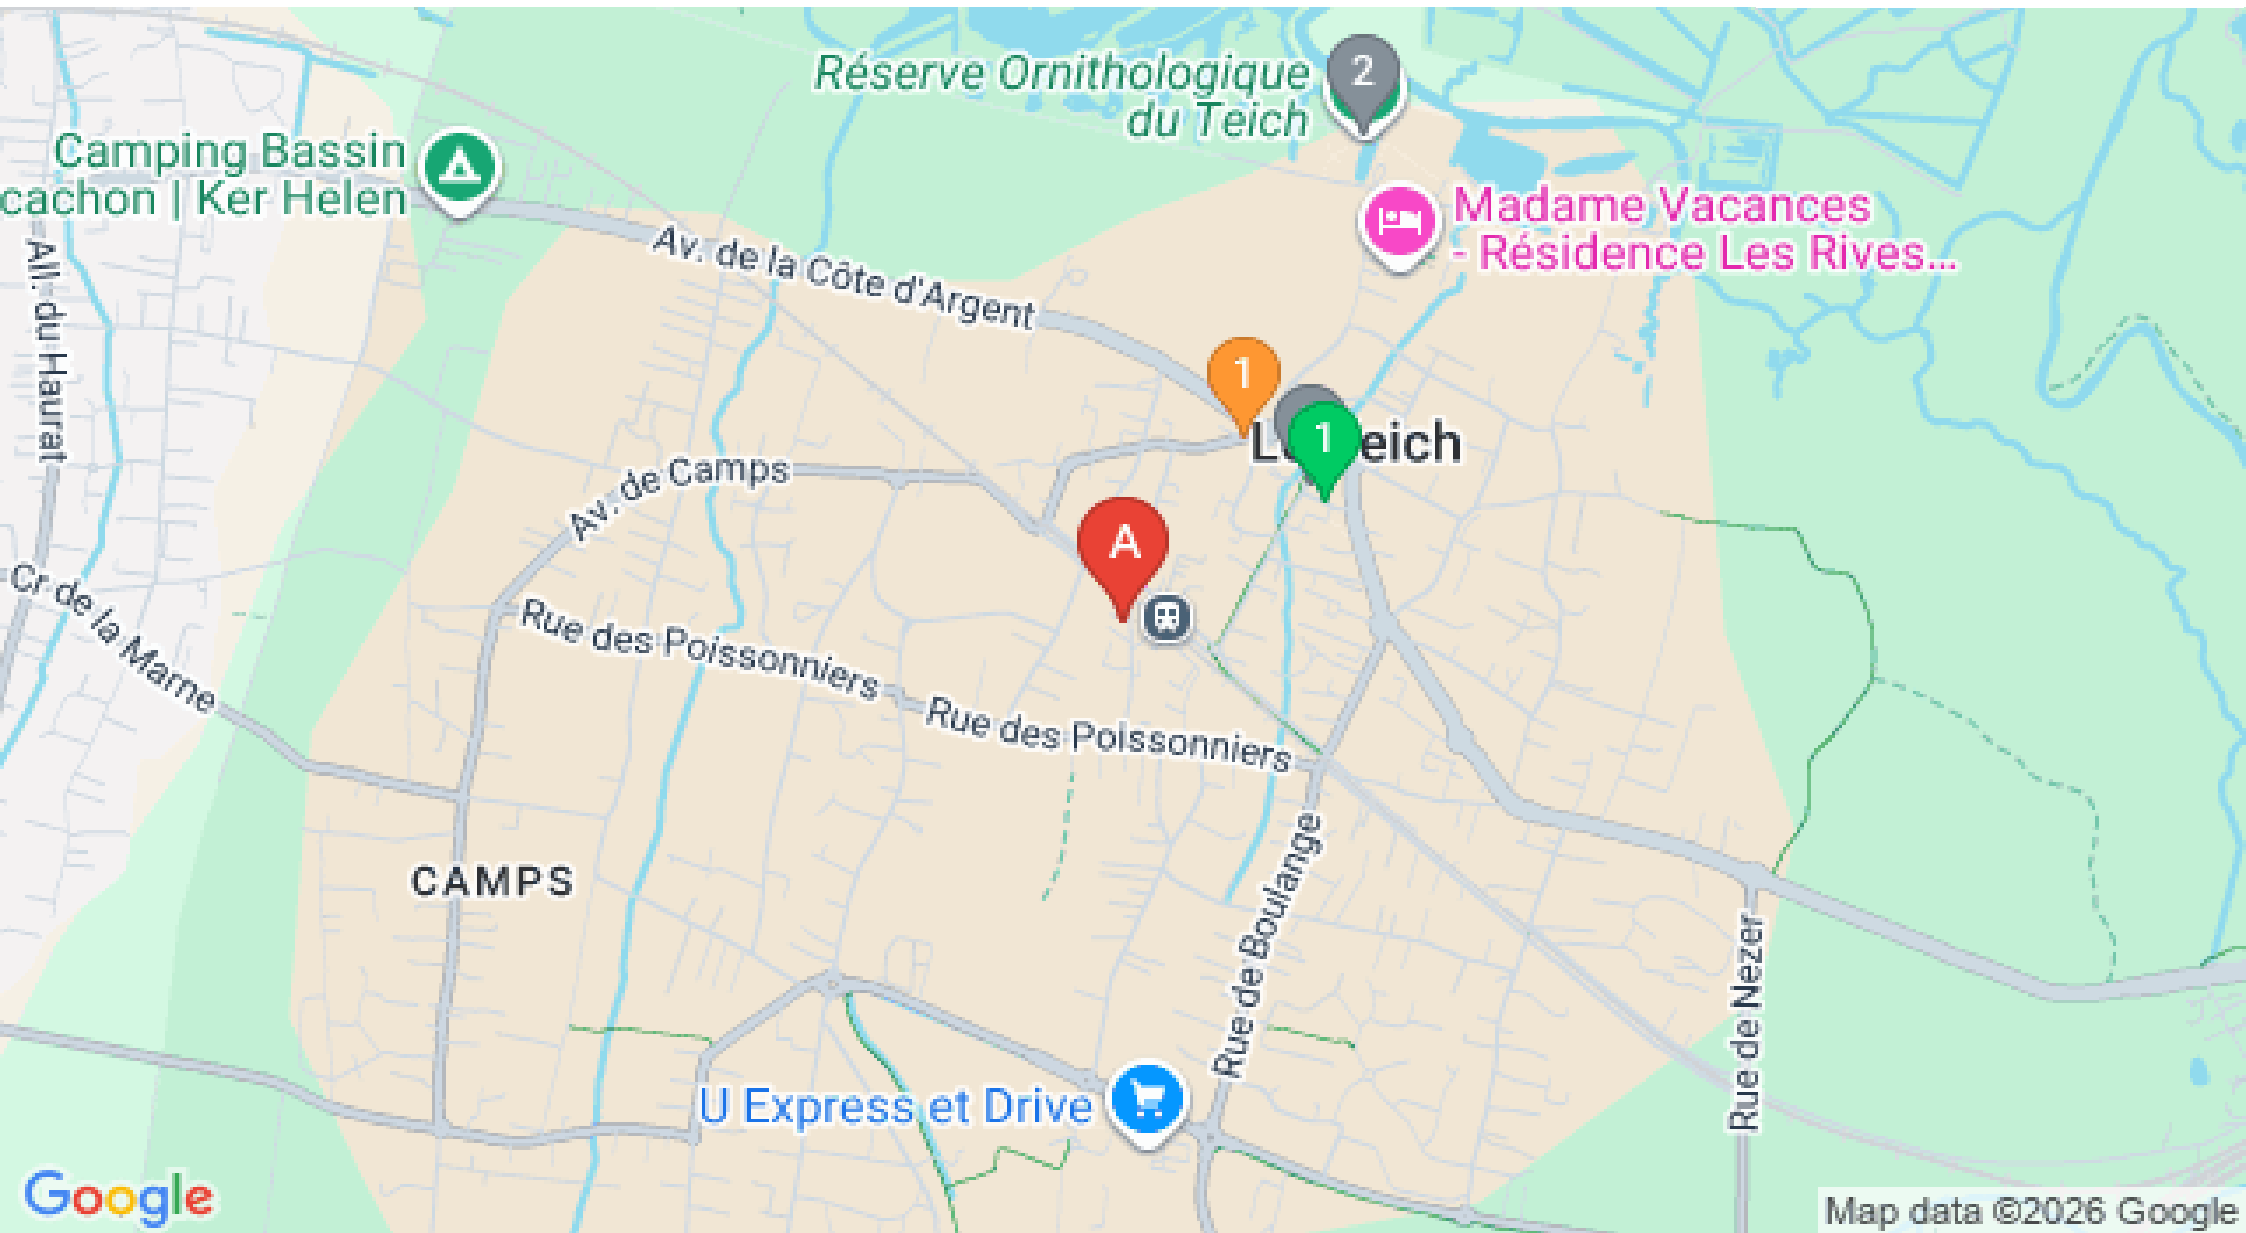 Réserve Ornithologique
du Teich
2
Camping Bassin
cachon | Ker Helen
Madame Vacances
- Résidence Les Rives...
Av. de la Côte d'Argent
All. du Haurat
1
1
eich
Av. de Camps
A
Cr de la Marne
Rue des Poissonniers
Rue des Poissonniers
CAMPS
Rue de Boulange
Rue de Nezer
U Express et Drive
Google
Map data ©2026 Google